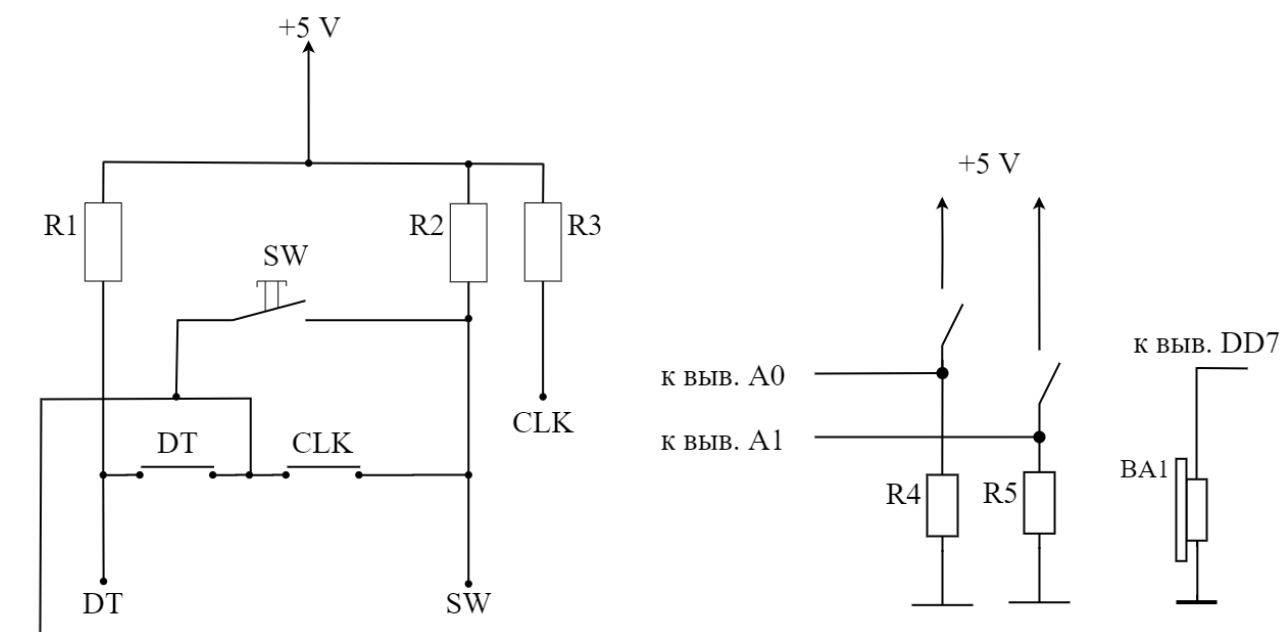 +5 V
R1
R2
R3
SW
CLK
DT
CLK
DT
SW
+5 V
к выв. A0
к выв. A1
R4
R5
к выв. DD7
BA1